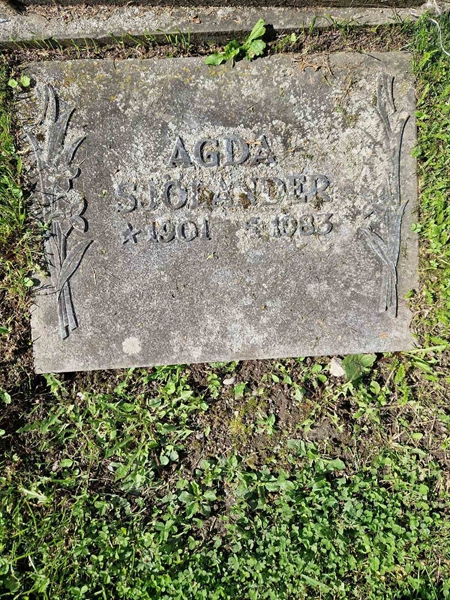 AGDA
SJÖLANDER
* 1901 † 1983